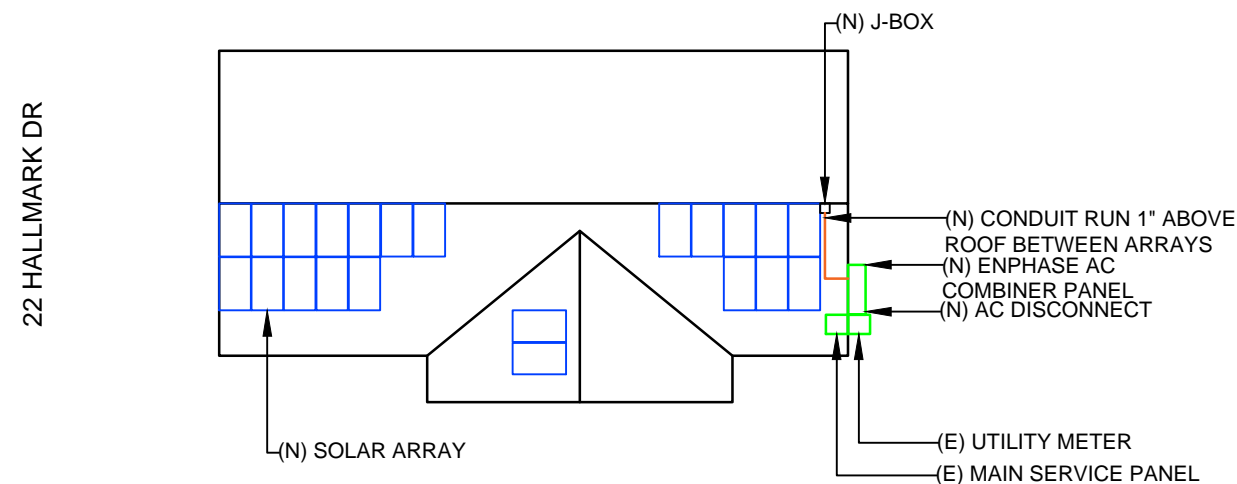 (N) J-BOX
22 HALLMARK DR
(N) CONDUIT RUN 1" ABOVE
ROOF BETWEEN ARRAYS
(N) ENPHASE AC
COMBINER PANEL
(N) AC DISCONNECT
(N) SOLAR ARRAY
(E) UTILITY METER
(E) MAIN SERVICE PANEL